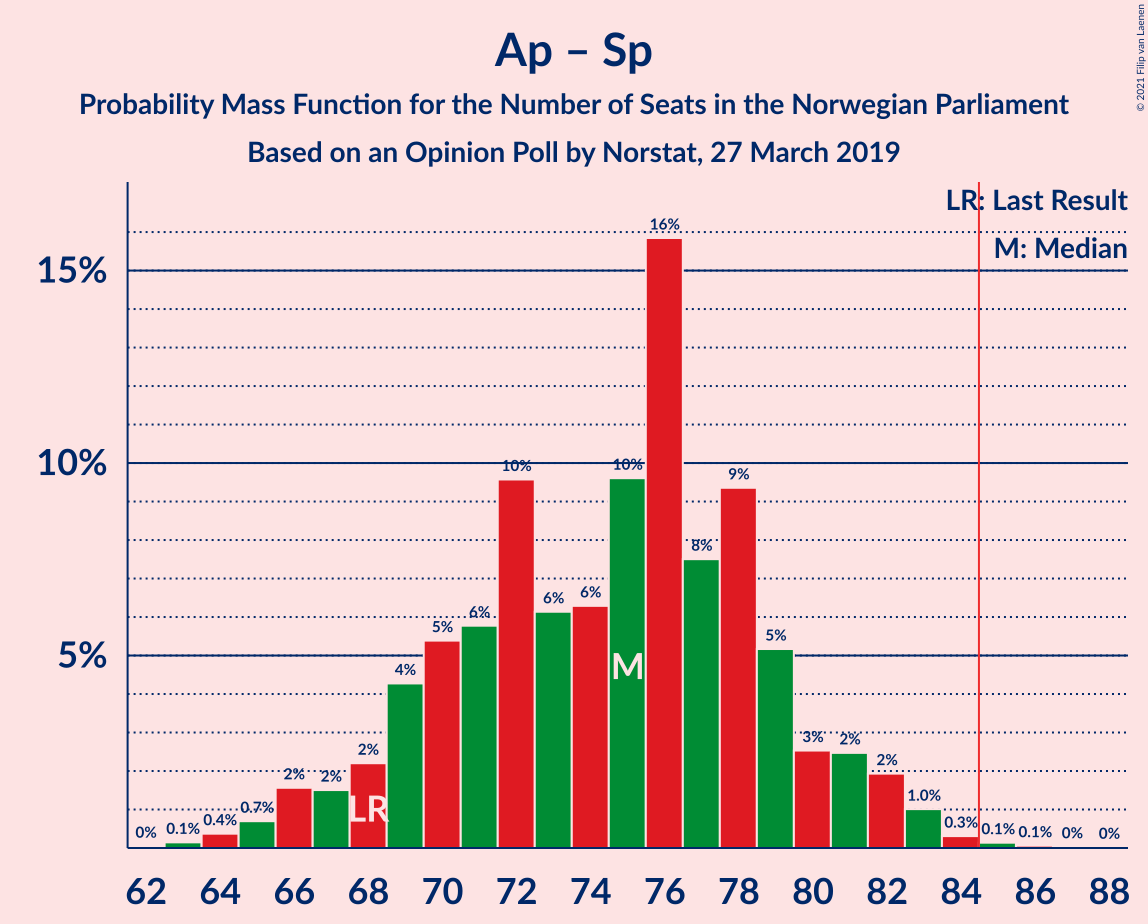 Ap – Sp
Probability Mass Function for the Number of Seats in the Norwegian Parliament
Based on an Opinion Poll by Norstat, 27 March 2019
© 2021 Filip van Laenen
LR: Last Result
M: Median
15%
10%
5%
0% 0.1% 0.4% 0.7% 2% 2% 2% 4% 5% 6% 10% 6% 6% 10% 16% 8% 9% 5% 3% 2% 2% 1.0% 0.3% 0.1% 0.1% 0% 0%
M
LR
62 64 66 68 70 72 74 76 78 80 82 84 86 88